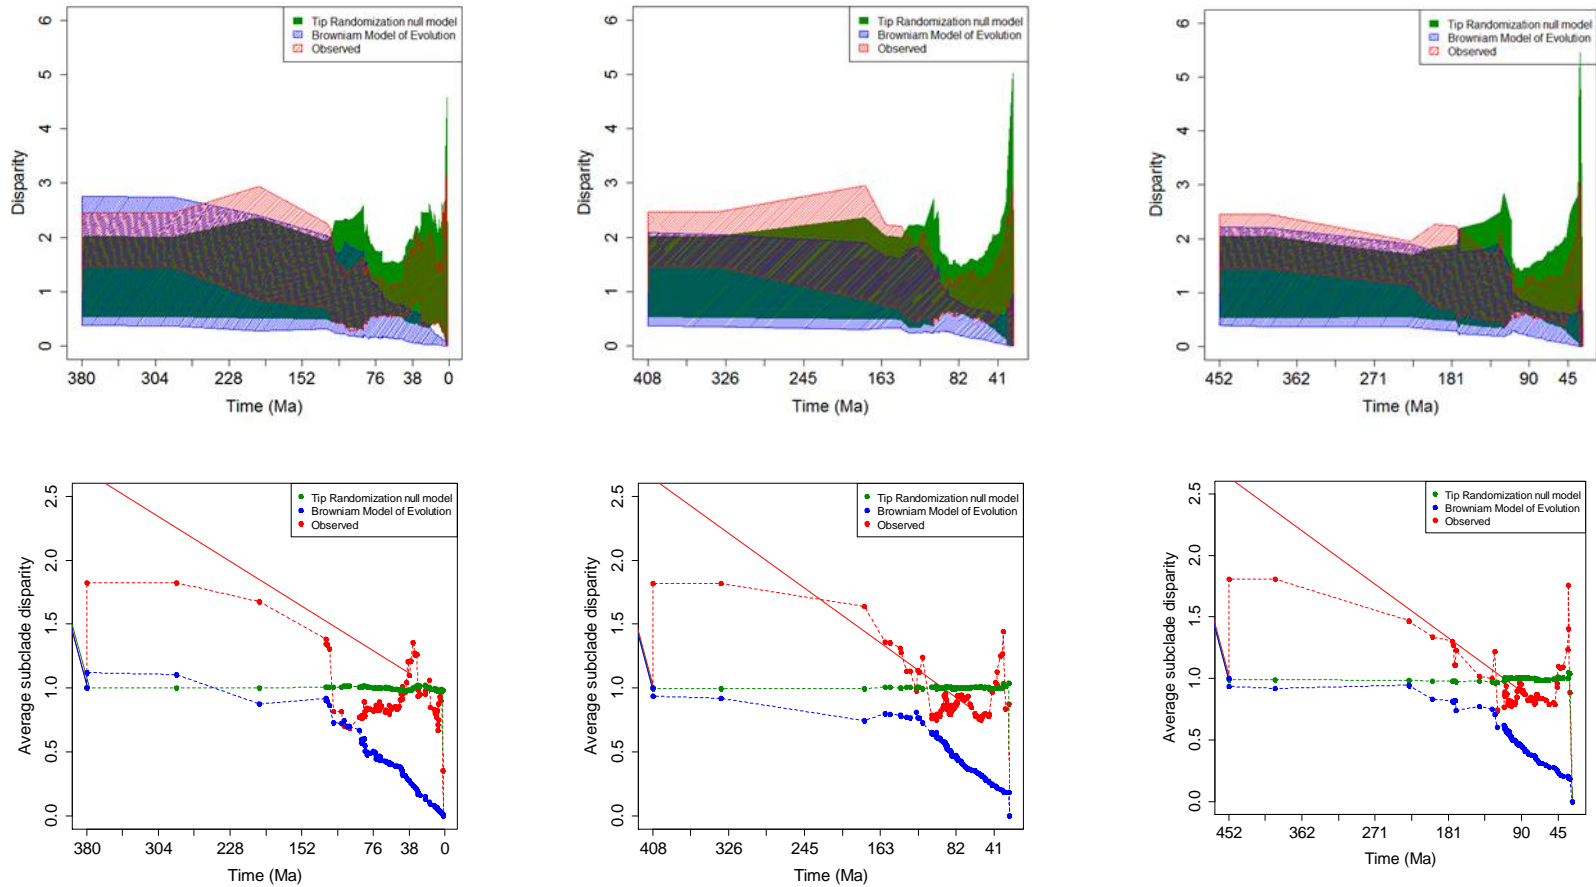 Tip Randomization null model
Browniam Model of Evolution
Observed
6
5
4
3
2
1
0
Disparity
380
304
228
152
76
38
0
Time (Ma)
Tip Randomization null model
Browniam Model of Evolution
Observed
6
5
4
3
2
1
0
Disparity
408
326
245
163
82
41
Time (Ma)
Tip Randomization null model
Browniam Model of Evolution
Observed
6
5
4
3
2
1
0
Disparity
452
362
271
181
90
45
Time (Ma)
Tip Randomization null model
Browniam Model of Evolution
Observed
2.5
2.0
1.5
1.0
0.5
0.0
Average subclade disparity
380
304
228
152
76
38
0
Time (Ma)
Tip Randomization null model
Browniam Model of Evolution
Observed
2.5
2.0
1.5
1.0
0.5
0.0
Average subclade disparity
408
326
245
163
82
41
Time (Ma)
Tip Randomization null model
Browniam Model of Evolution
Observed
2.5
2.0
1.5
1.0
0.5
0.0
Average subclade disparity
452
362
271
181
90
45
Time (Ma)